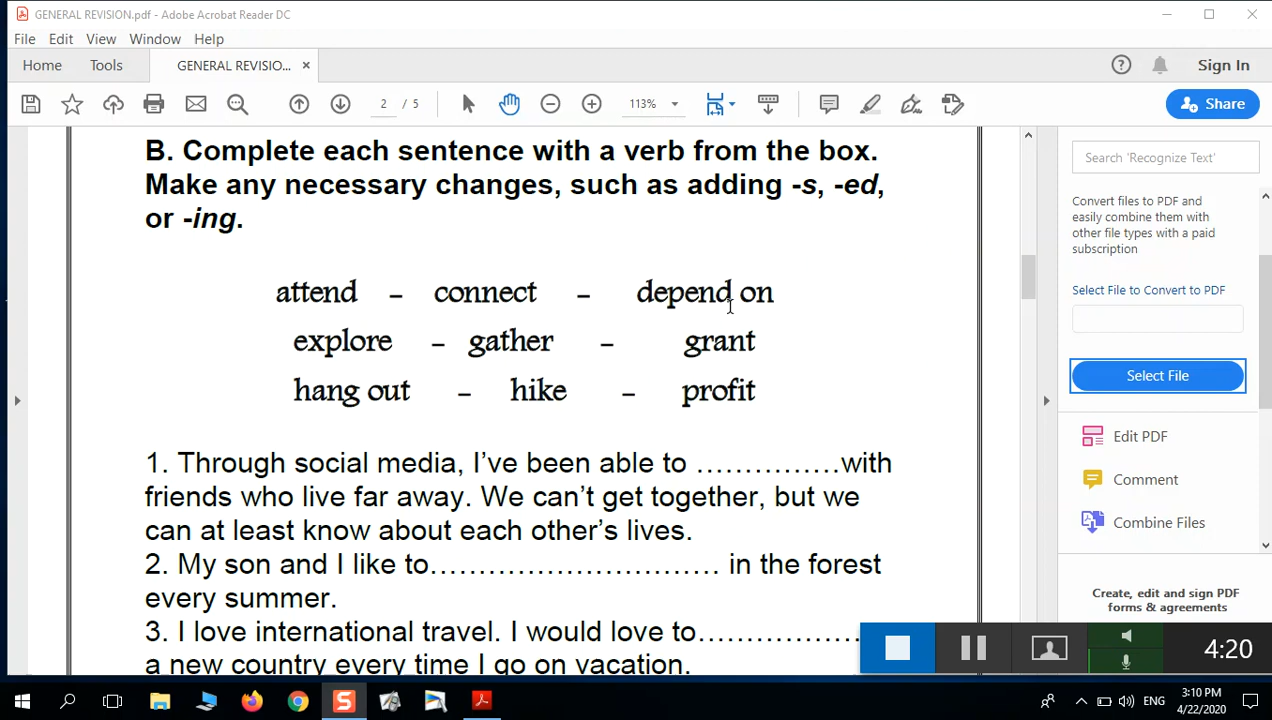 GENERAL REVISION.pdf - Adobe Acrobat Reader DC
File Edit View Window Help
Home Tools GENERAL REVISIO... × Sign In
2 / 5 113% Share
B. Complete each sentence with a verb from the box.
Make any necessary changes, such as adding -s, -ed,
or -ing.
attend - connect - depend on
explore - gather - grant
hang out - hike - profit
1. Through social media, I've been able to ……………with
friends who live far away. We can't get together, but we
can at least know about each other's lives.
2. My son and I like to………………………… in the forest
every summer.
3. I love international travel. I would love to………………
a new country every time I go on vacation.
Search 'Recognize Text'
Convert files to PDF and
easily combine them with
other file types with a paid
subscription
Select File to Convert to PDF
Select File
Edit PDF
Comment
Combine Files
Create, edit and sign PDF
forms & agreements
4:20
ENG 3:10 PM
4/22/2020